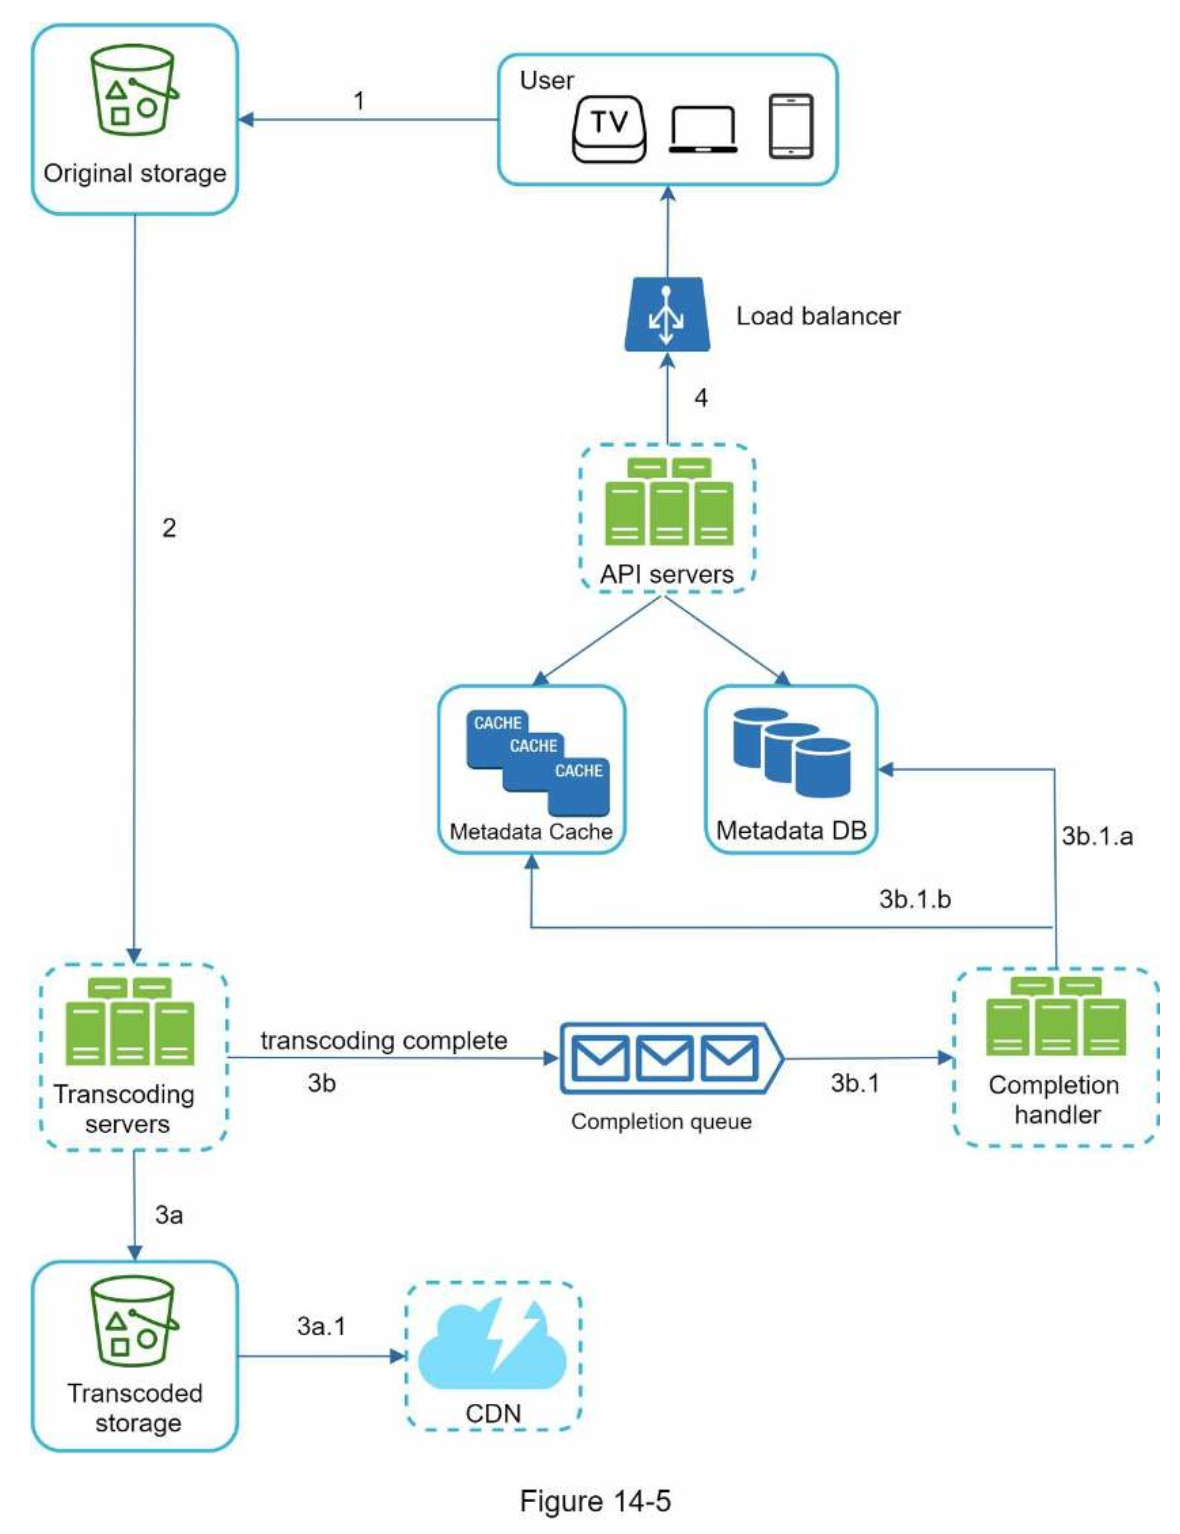 User
TV
1
Original storage
Load balancer
4
2
API servers
CACHE
CACHE
CACHE
Metadata Cache
Metadata DB
3b.1.a
3b.1.b
transcoding complete
3b
3b.1
Transcoding
servers
Completion queue
Completion
handler
3a
3a.1
Transcoded
storage
CDN
Figure 14-5